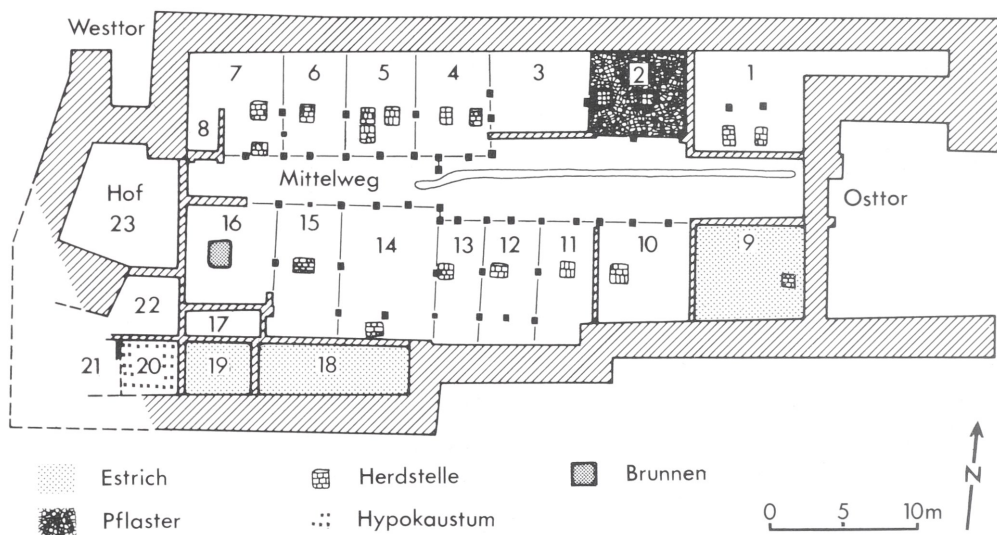 Westtor
7 6 5 4 3 2 1
8
Mittelweg
Hof
23
Osttor
16 15 14 13 12 11 10 9
22
17
21 20 19 18
Estrich
Herdstelle
Brunnen
Pflaster
Hypokaustum
N
0 5 10m